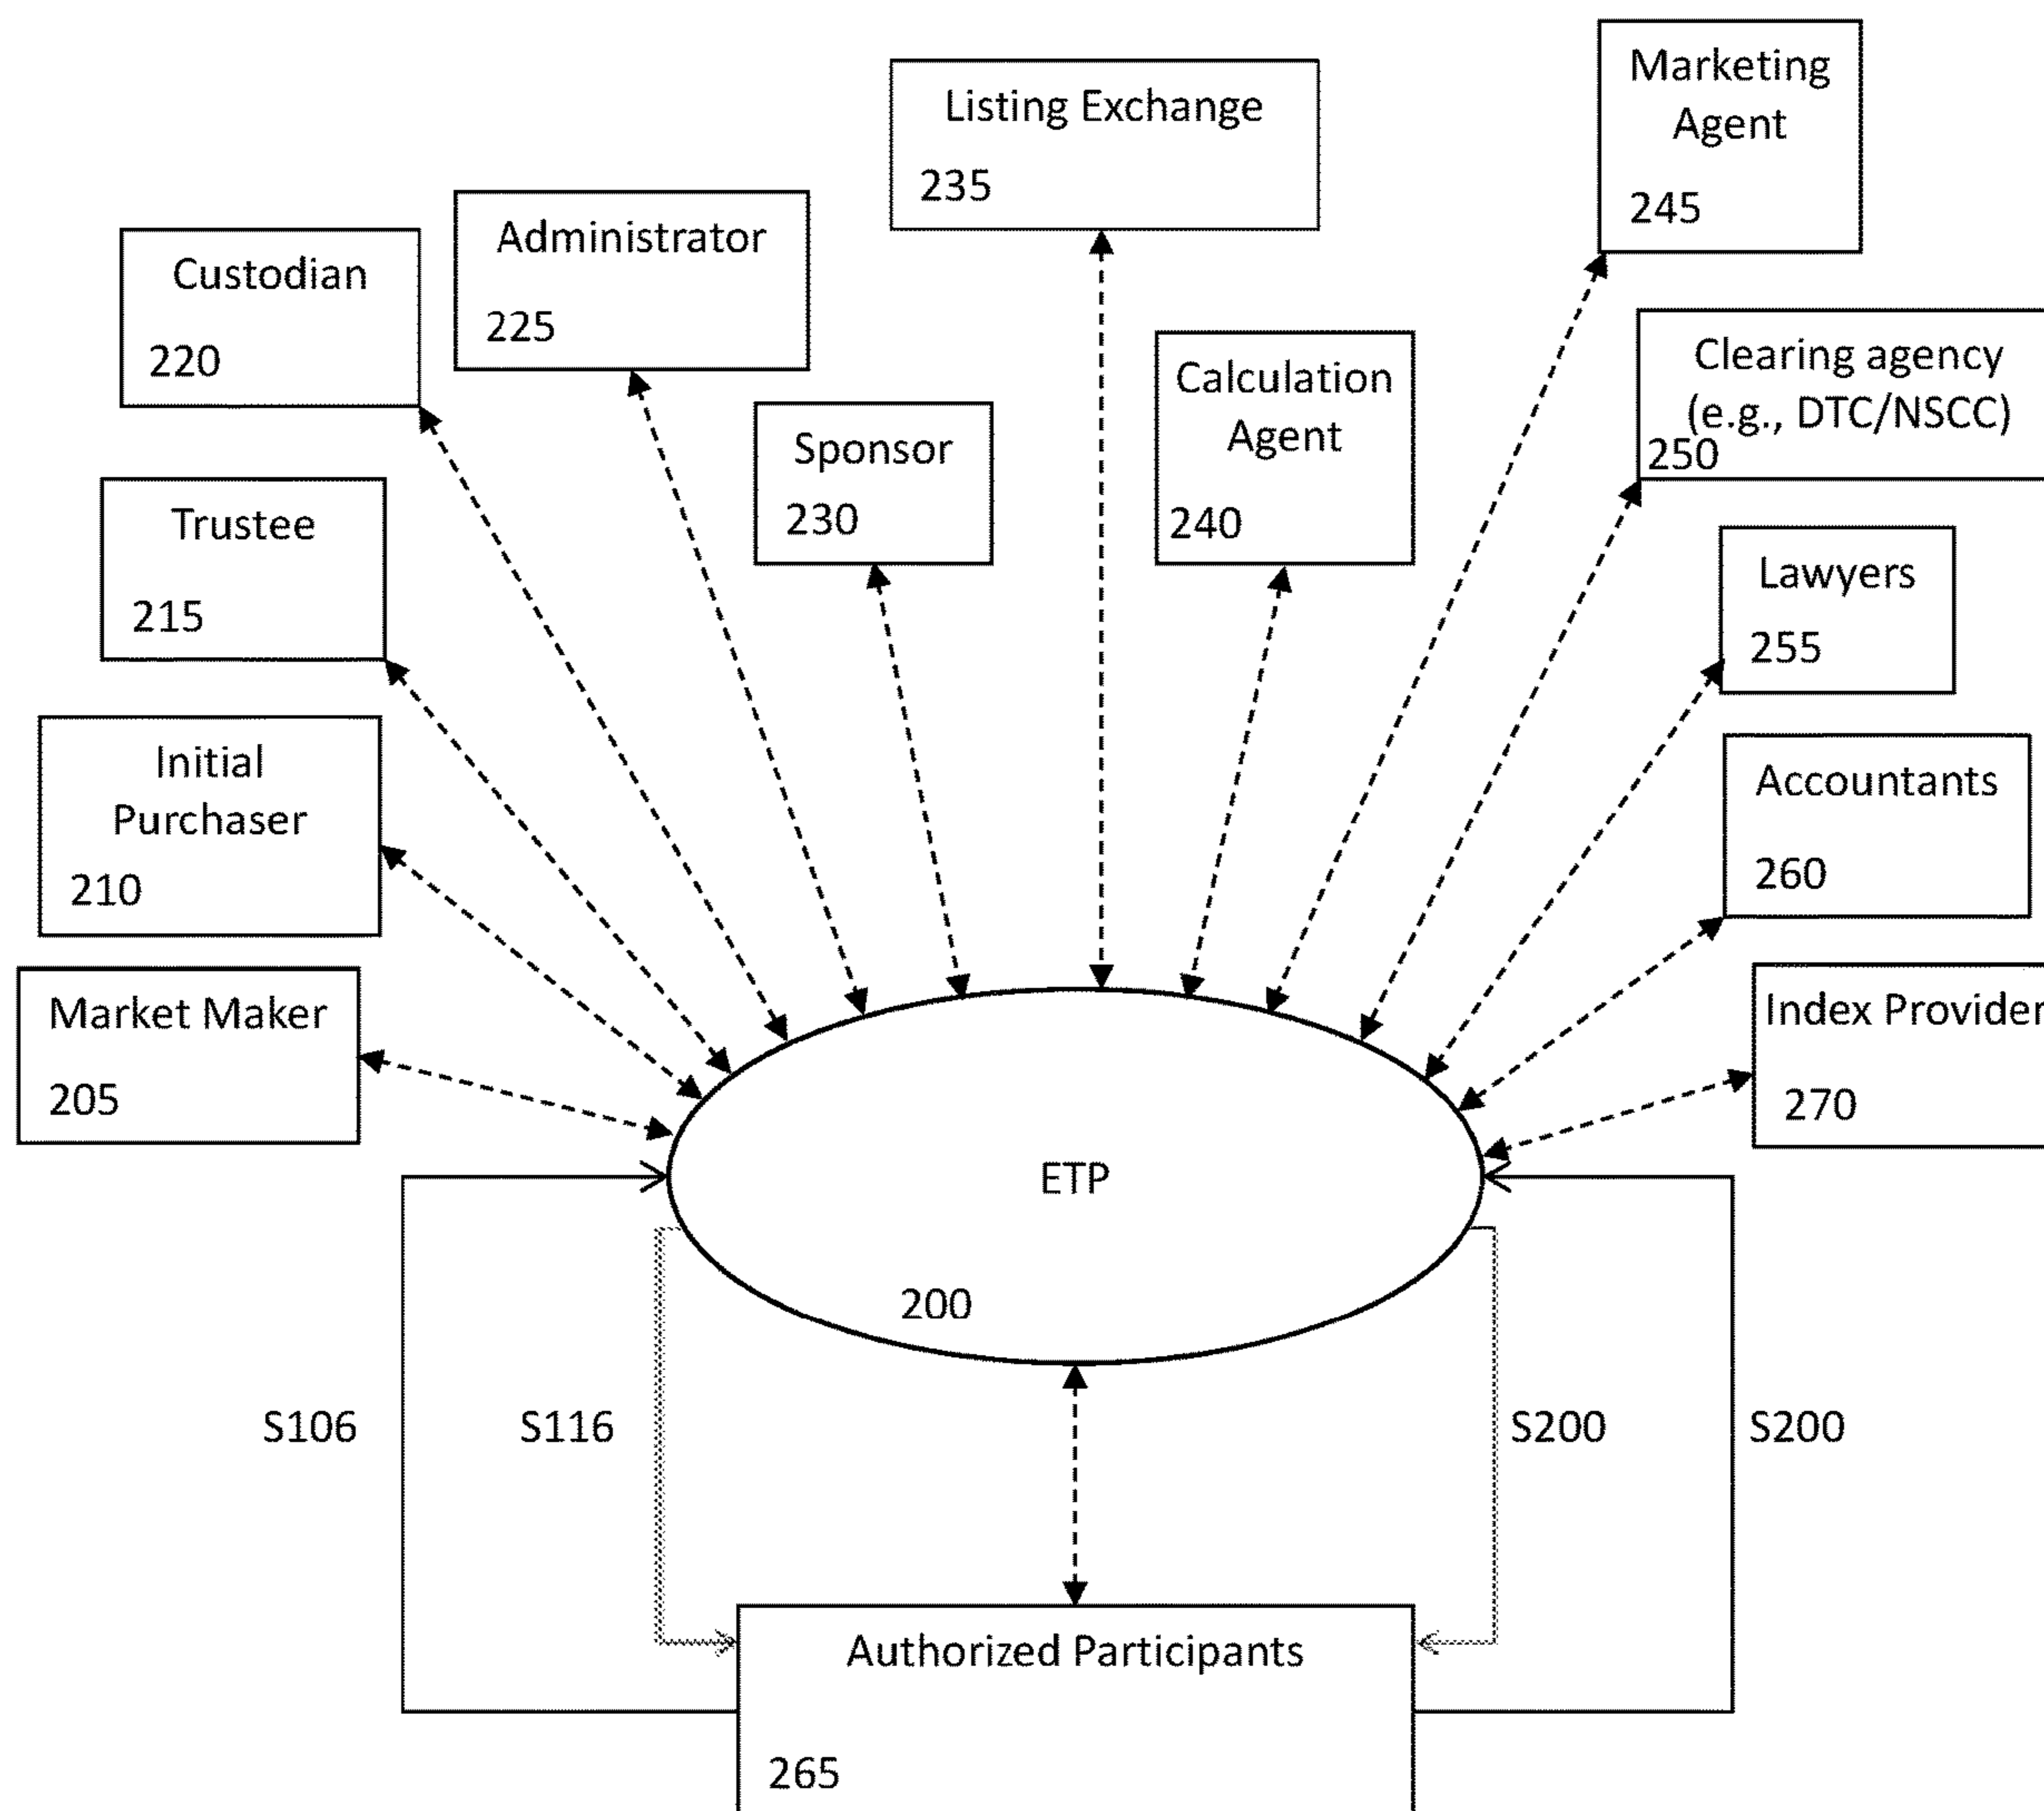 Marketing
Agent
245
Listing Exchange
235
Administrator
225
Custodian
220
Clearing agency
(e.g., DTC/NSCC)
250
Calculation
Agent
240
Sponsor
230
Trustee
215
Lawyers
255
Initial
Purchaser
210
Accountants
260
Market Maker
205
Index Provider
270
ETP
200
S106
S116
S200
S200
Authorized Participants
265